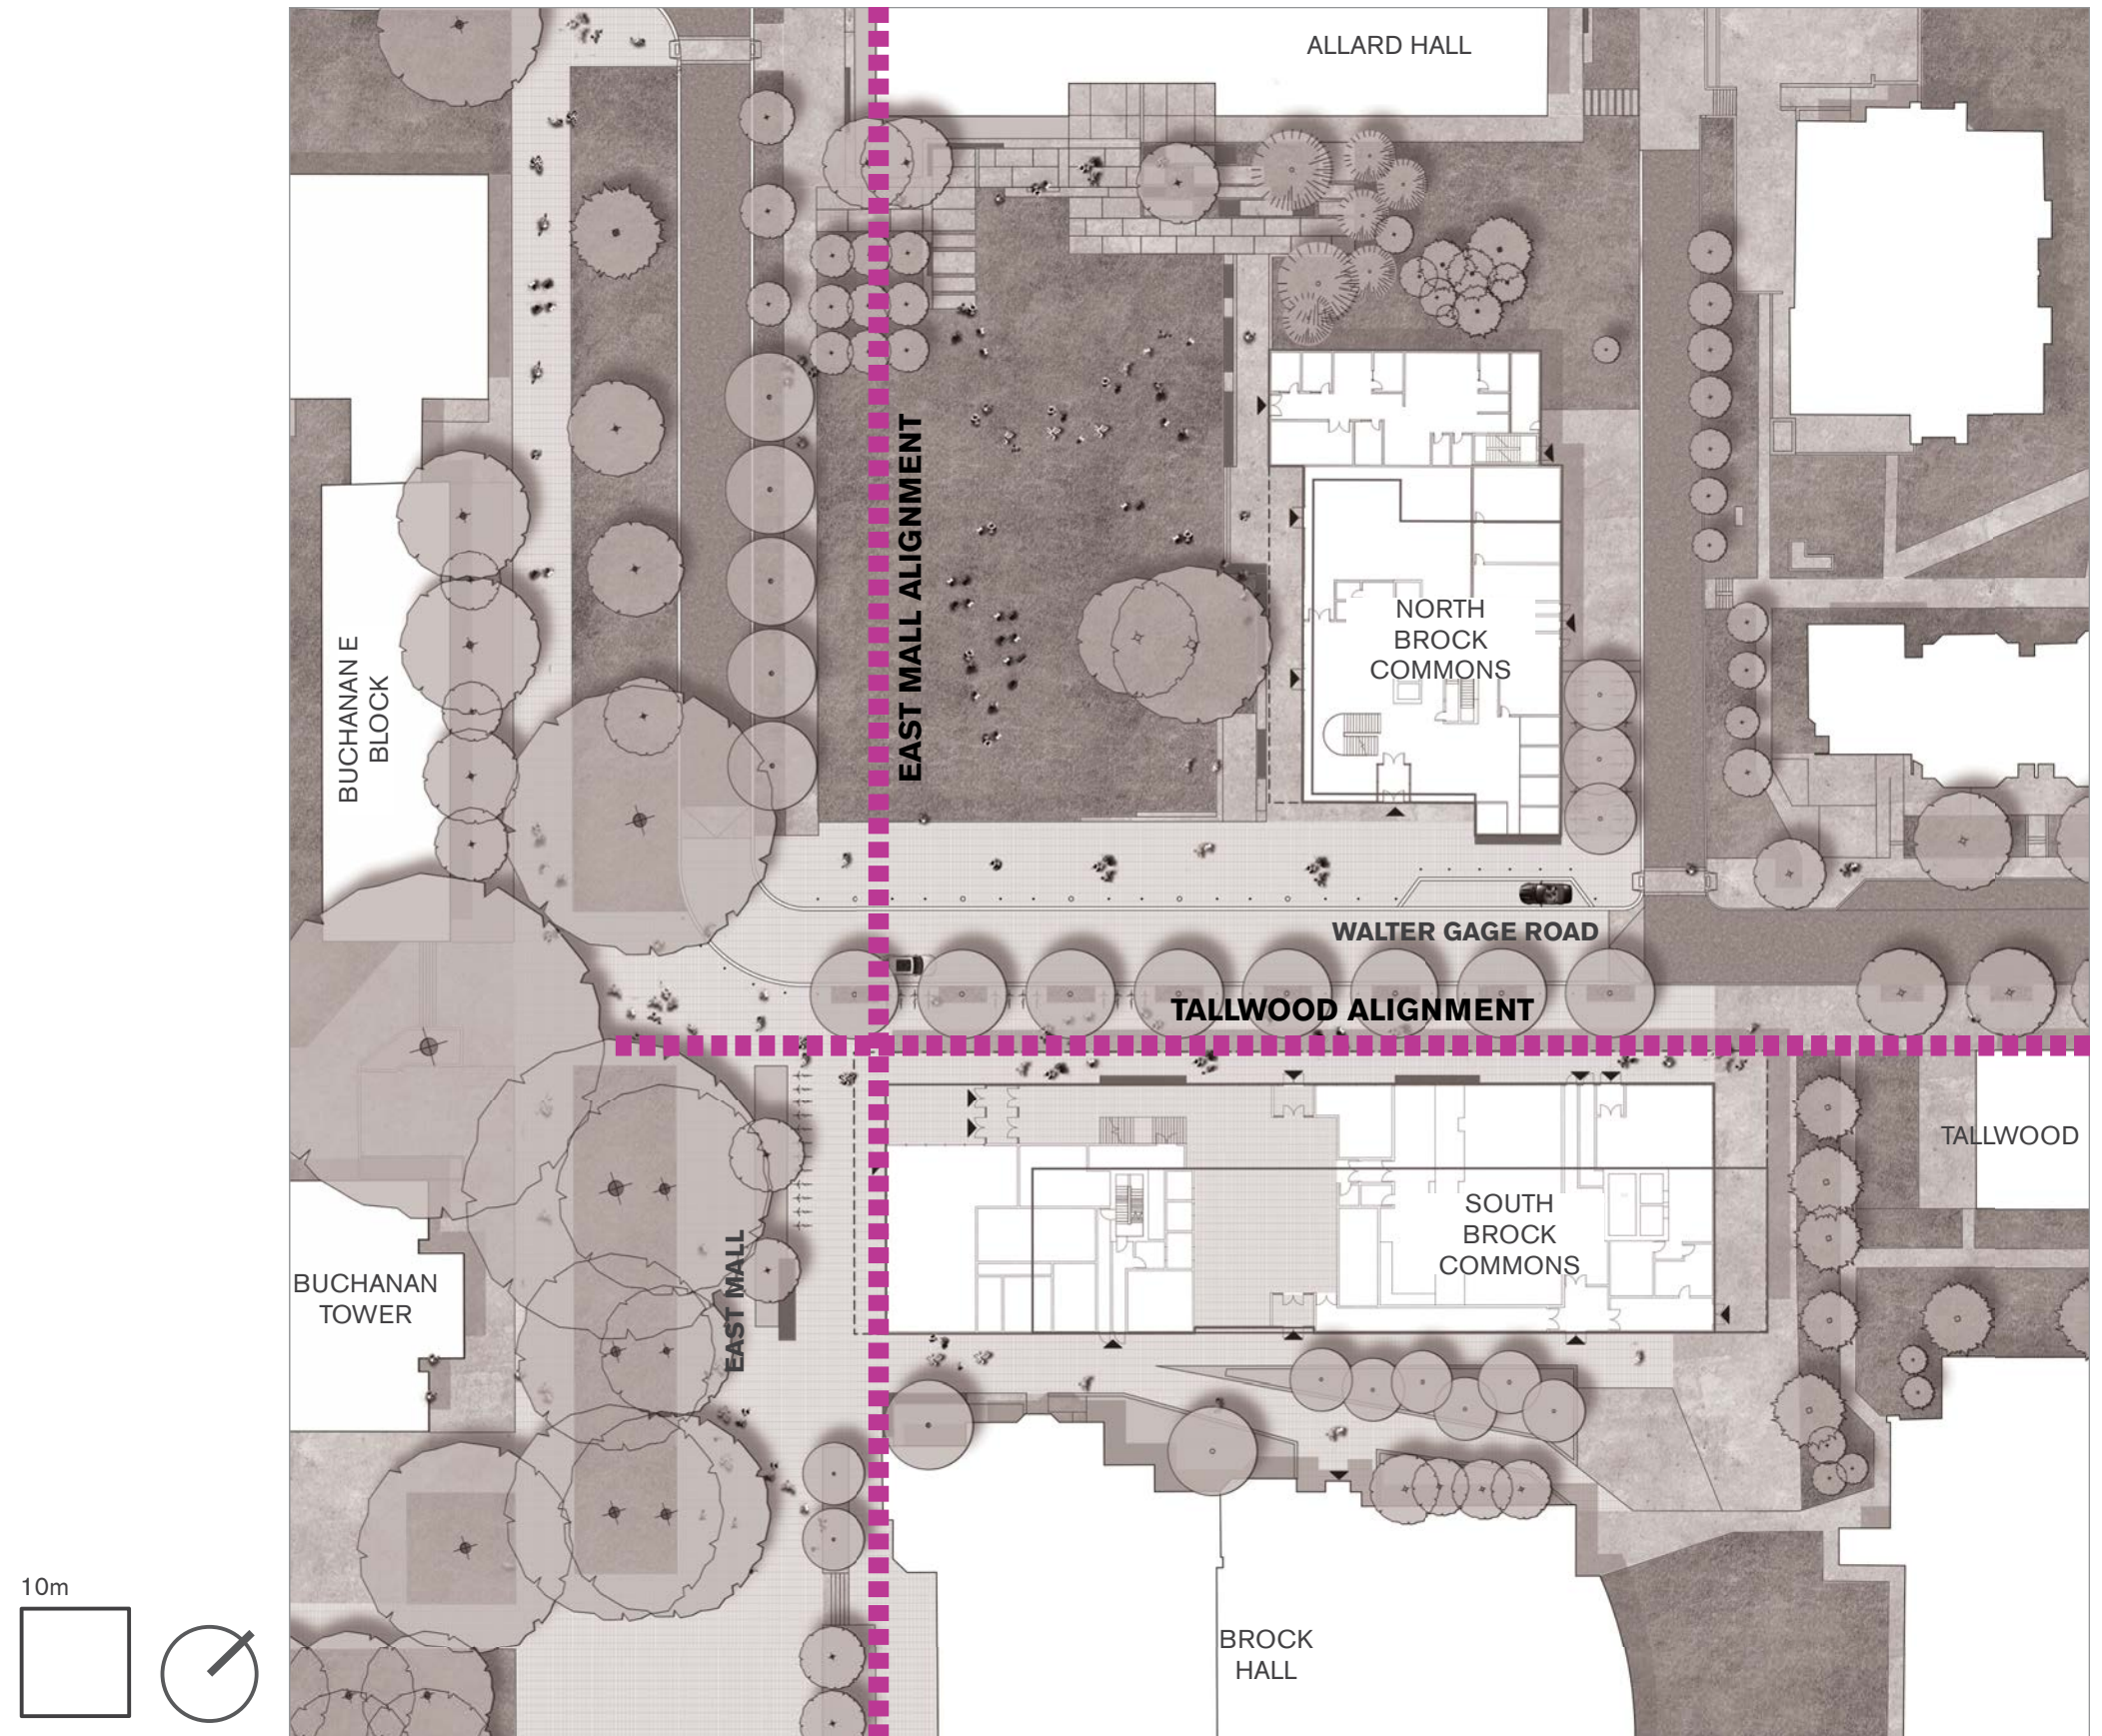 ALLARD HALL
EAST MALL ALIGNMENT
NORTH
BROCK
COMMONS
BUCHANAN E
BLOCK
WALTER GAGE ROAD
TALLWOOD ALIGNMENT
TALLWOOD
SOUTH
BROCK
COMMONS
EAST MALL
BUCHANAN
TOWER
10m
BROCK
HALL